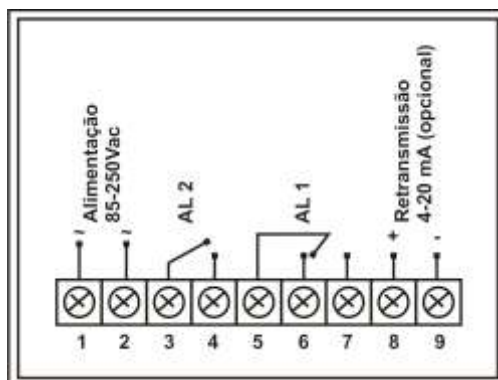 Alimentação
85-250Vac
~
~
AL 2
AL 1
Retransmissão
4-20 mA (opcional)
+
-
1 2 3 4 5 6 7 8 9